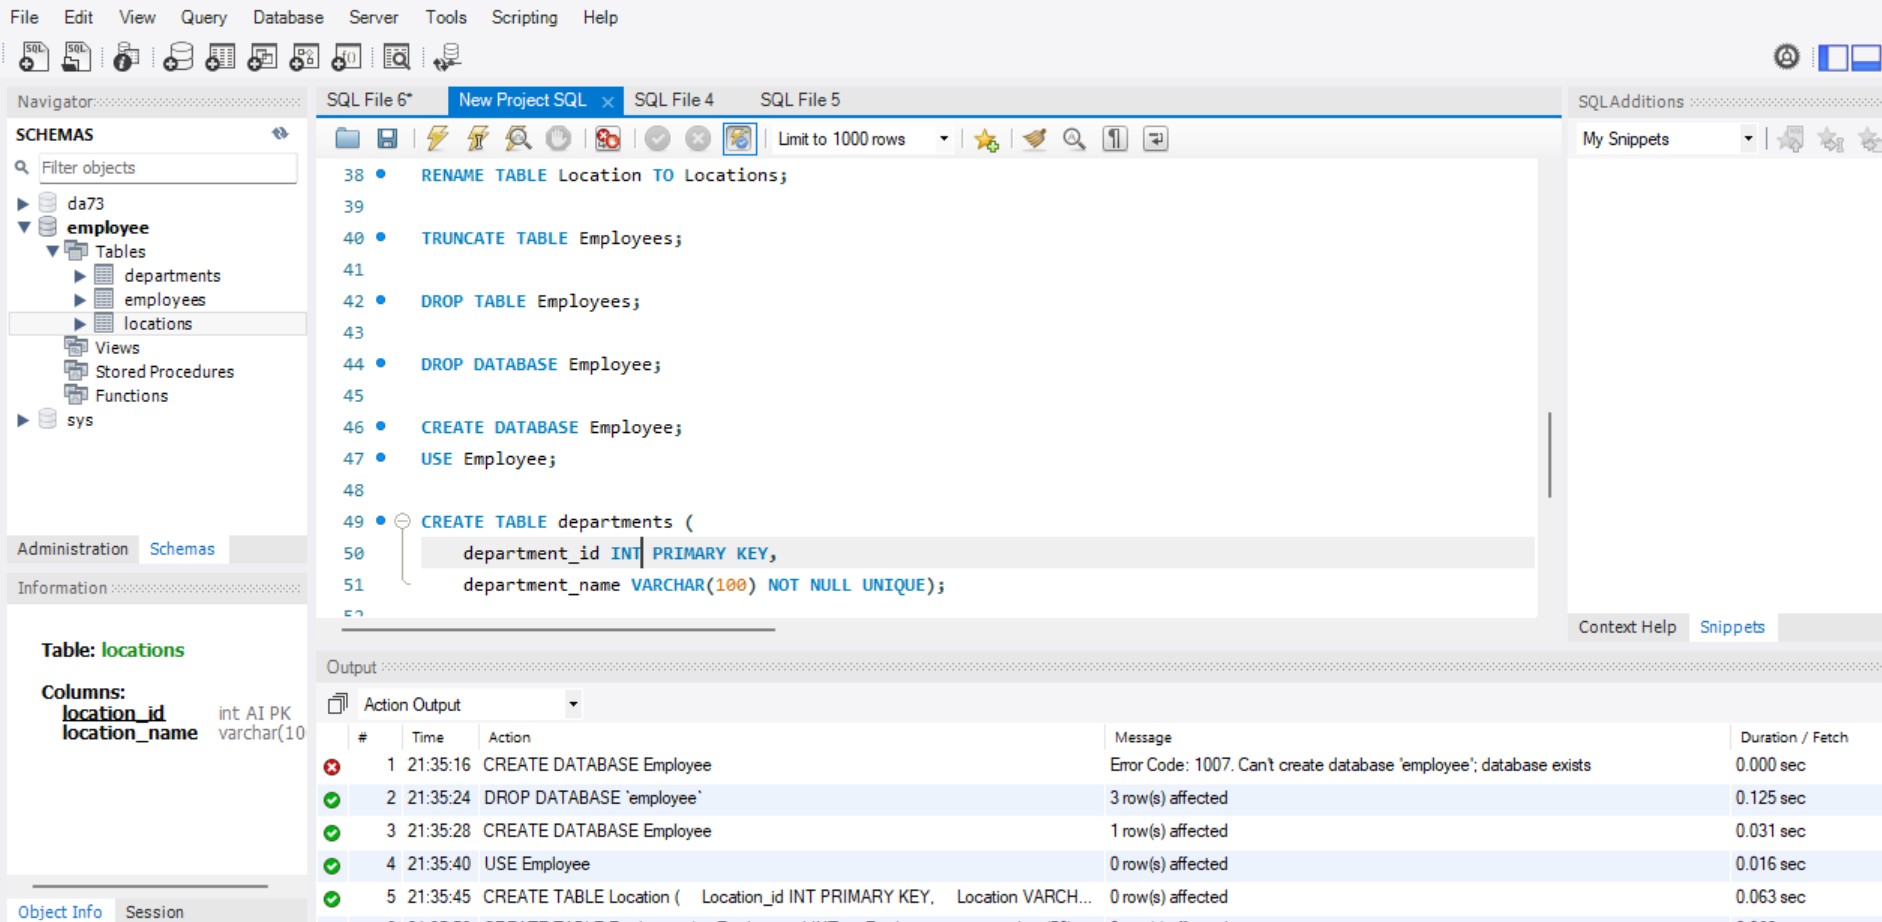 File Edit View Query Database Server Tools Scripting Help
SQL SQL
Navigator
SCHEMAS
Filter objects
da73
employee
Tables
departments
employees
locations
Views
Stored Procedures
Functions
sys
Administration Schemas
Information
Table: locations
Columns:
location_id int AI PK
location_name varchar(10
Object Info Session
SQL File 6* New Project SQL SQL File 4 SQL File 5
Limit to 1000 rows
38 RENAME TABLE Location TO Locations;
39
40 TRUNCATE TABLE Employees;
41
42 DROP TABLE Employees;
43
44 DROP DATABASE Employee;
45
46 CREATE DATABASE Employee;
47 USE Employee;
48
49 CREATE TABLE departments (
50 department_id INT PRIMARY KEY,
51 department_name VARCHAR(100) NOT NULL UNIQUE);
52
SQLAdditions
My Snippets
Context Help Snippets
Output
Action Output
# Time Action Message Duration / Fetch
1 21:35:16 CREATE DATABASE Employee Error Code: 1007. Can't create database 'employee'; database exists 0.000 sec
2 21:35:24 DROP DATABASE `employee` 3 row(s) affected 0.125 sec
3 21:35:28 CREATE DATABASE Employee 1 row(s) affected 0.031 sec
4 21:35:40 USE Employee 0 row(s) affected 0.016 sec
5 21:35:45 CREATE TABLE Location ( Location_id INT PRIMARY KEY, Location VARCH... 0 row(s) affected 0.063 sec